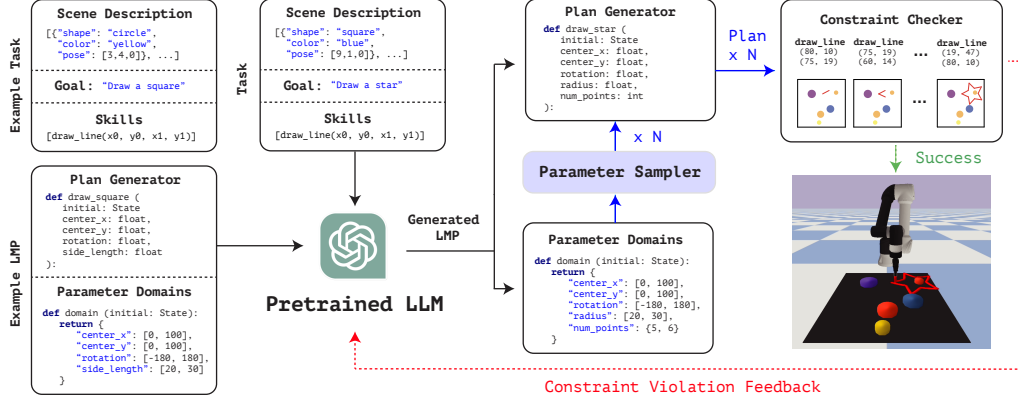 Example Task
Scene Description
[{"shape": "circle",
"color": "yellow",
"pose": [3,4,0]}, ...]
Goal: "Draw a square"
Skills
[draw_line(x0, y0, x1, y1)]
Task
Scene Description
[{"shape": "square",
"color": "blue",
"pose": [9,1,0]}, ...]
Goal: "Draw a star"
Skills
[draw_line(x0, y0, x1, y1)]
Example LMP
Plan Generator
def draw_square (
initial: State
center_x: float,
center_y: float,
rotation: float,
side_length: float
):
Parameter Domains
def domain (initial: State):
return {
"center_x": [0, 100],
"center_y": [0, 100],
"rotation": [-180, 180],
"side_length": [20, 30]
}
Pretrained LLM
Generated
LMP
Plan Generator
def draw_star (
initial: State
center_x: float,
center_y: float,
rotation: float,
radius: float,
num_points: int
):
x N
Parameter Sampler
Parameter Domains
def domain (initial: State):
return {
"center_x": [0, 100],
"center_y": [0, 100],
"rotation": [-180, 180],
"radius": [20, 30],
"num_points": {5, 6}
}
Plan
x N
Constraint Checker
draw_line draw_line ... draw_line
(80, 10) (75, 19) (19, 47)
(75, 19) (60, 14) (80, 10)
...
Success
Constraint Violation Feedback